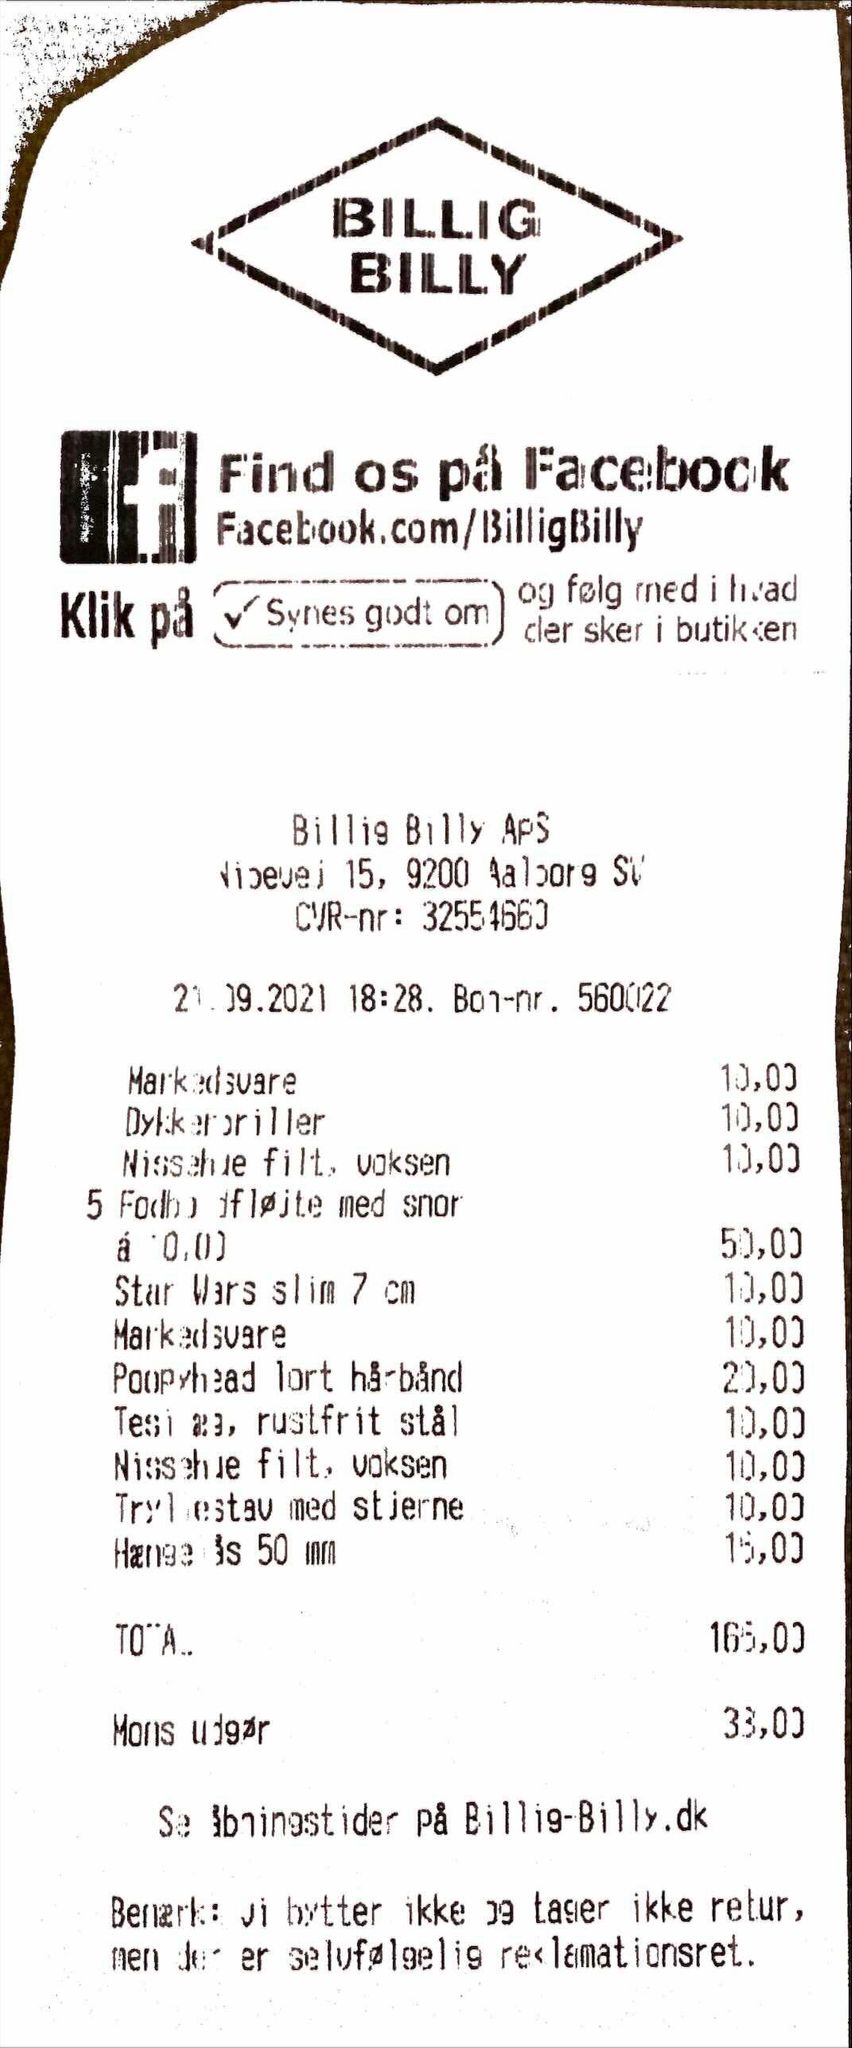 BILLIG
BILLY
Find os på Facebook
Facebook.com/BilligBilly
Klik på ✓ Synes godt om og følg med i hvad
der sker i butikken
Billig Billy ApS
Nibevej 15, 9200 Aalborg SV
CVR-nr: 32554660
21.09.2021 18:28. Bon-nr. 560022
Markedsvare 10,00
Dykkerbriller 10,00
Nissehue filt, voksen 10,00
5 Fodboldfløjte med snor
á 10,00 50,00
Star Wars slim 7 cm 10,00
Markedsvare 10,00
Poopyhead lort hårbånd 20,00
rustfrit stål 10,00
Nissehue filt, voksen 10,00
Tryllestav med stjerne 10,00
Hængelås 50 mm 15,00
TOTAL 165,00
Moms udgør 33,00
Se åbningstider på Billig-Billy.dk
Bemærk: vi bytter ikke og tager ikke retur,
men der er selvfølgelig reklamationsret.